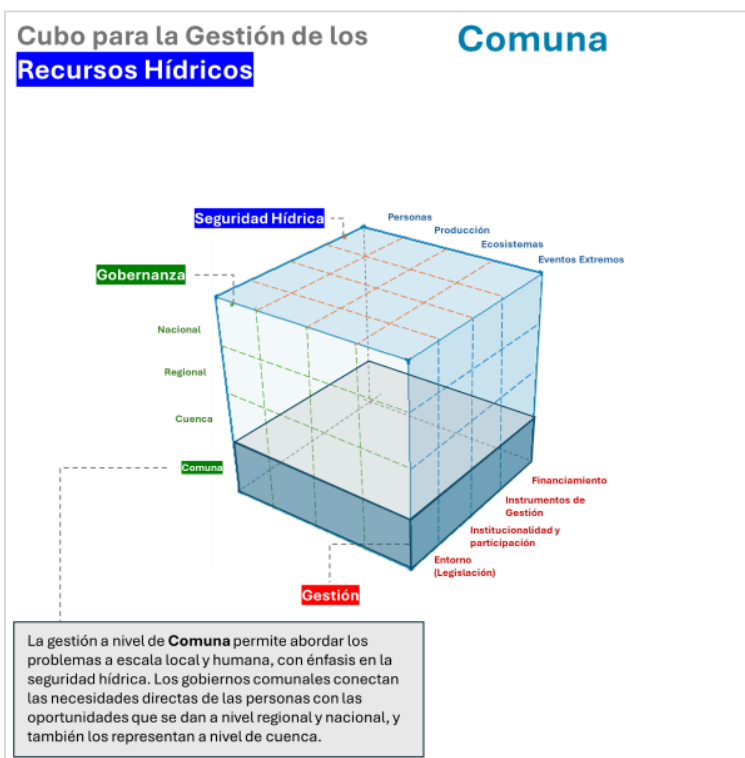 Cubo para la Gestión de los
Recursos Hídricos
Comuna
Seguridad Hídrica
Personas
Producción
Ecosistemas
Eventos Extremos
Gobernanza
Nacional
Regional
Cuenca
Comuna
Financiamiento
Instrumentos de
Gestión
Institucionalidad y
participación
Entorno
(Legislación)
Gestión
La gestión a nivel de Comuna permite abordar los
problemas a escala local y humana, con énfasis en la
seguridad hídrica. Los gobiernos comunales conectan
las necesidades directas de las personas con las
oportunidades que se dan a nivel regional y nacional, y
también los representan a nivel de cuenca.